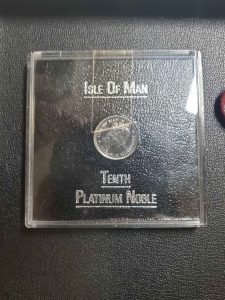 Isle Of Man
Tenth
Platinum Noble